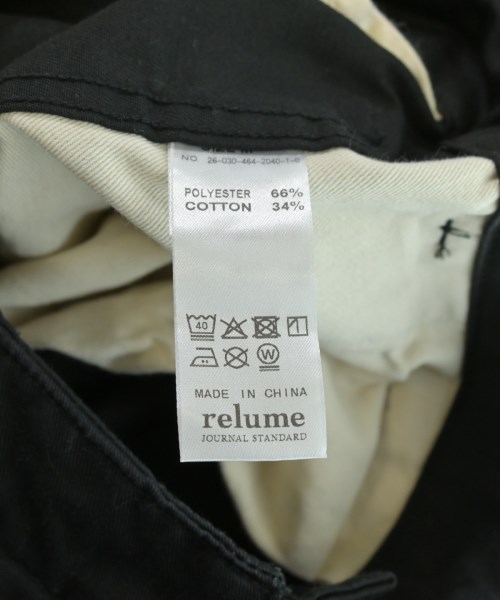 NO. 26-030-464-2040-1-0
POLYESTER 66%
COTTON 34%
40
W
MADE IN CHINA
relume
JOURNAL STANDARD